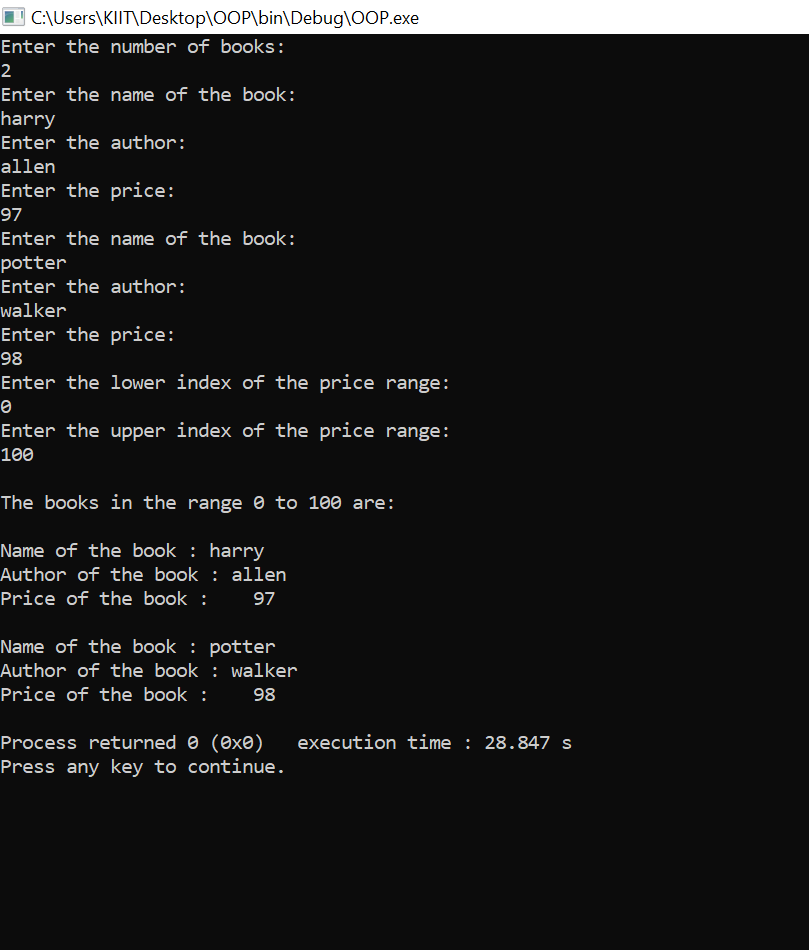 C:\Users\KIIT\Desktop\OOP\bin\Debug\OOP.exe
Enter the number of books:
2
Enter the name of the book:
harry
Enter the author:
allen
Enter the price:
97
Enter the name of the book:
potter
Enter the author:
walker
Enter the price:
98
Enter the lower index of the price range:
0
Enter the upper index of the price range:
100
The books in the range 0 to 100 are:
Name of the book : harry
Author of the book : allen
Price of the book :    97
Name of the book : potter
Author of the book : walker
Price of the book :    98
Process returned 0 (0x0)   execution time : 28.847 s
Press any key to continue.